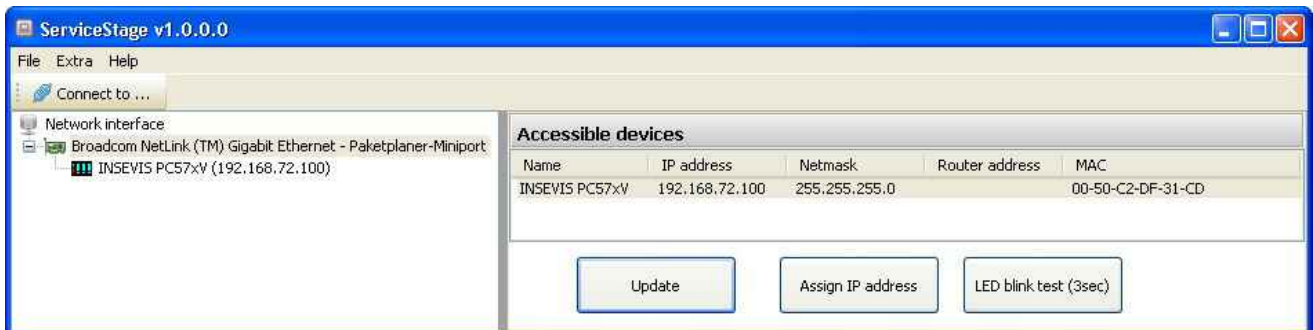 ServiceStage v1.0.0.0
File Extra Help
Connect to ...
Network interface
Broadcom NetLink (TM) Gigabit Ethernet - Paketplaner-Miniport
INSEVIS PC57xV (192.168.72.100)
Accessible devices
Name IP address Netmask Router address MAC
INSEVIS PC57xV 192.168.72.100 255.255.255.0 00-50-C2-DF-31-CD
Update Assign IP address LED blink test (3sec)